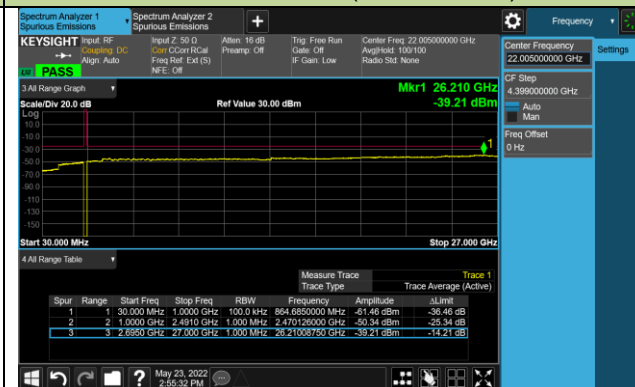 Spectrum Analyzer 1
Spurious Emissions
Spectrum Analyzer 2
Spurious Emissions
+
Frequency
KEYSIGHT Input: RF
Coupling: DC
Align: Auto
Input Z: 50 Ω
Corr CCorr RCal
Freq Ref: Ext (S)
NFE: Off
Atten: 16 dB
Preamp: Off
Trig: Free Run
Gate: Off
IF Gain: Low
Center Freq: 22.005000000 GHz
Avg|Hold: 100/100
Radio Std: None
PASS
Center Frequency
22.005000000 GHz
Settings
CF Step
4.399000000 GHz
Auto
Man
Freq Offset
0 Hz
3 All Range Graph
Mkr1 26.210 GHz
Scale/Div 20.0 dB
Ref Value 30.00 dBm
-39.21 dBm
Log
10.0
-10.0
-30.0
-50.0
-70.0
-90.0
-110
-130
-150
1
Start 30.000 MHz
Stop 27.000 GHz
4 All Range Table
Measure Trace Trace 1
Trace Type Trace Average (Active)
Spur Range Start Freq Stop Freq RBW Frequency Amplitude ΔLimit
1 1 30.000 MHz 1.0000 GHz 100.0 kHz 864.6850000 MHz -61.46 dBm -36.46 dB
2 2 1.0000 GHz 2.4910 GHz 1.000 MHz 2.470126000 GHz -50.34 dBm -25.34 dB
3 3 2.6950 GHz 27.000 GHz 1.000 MHz 26.21008750 GHz -39.21 dBm -14.21 dB
?
May 23, 2022
2:55:32 PM